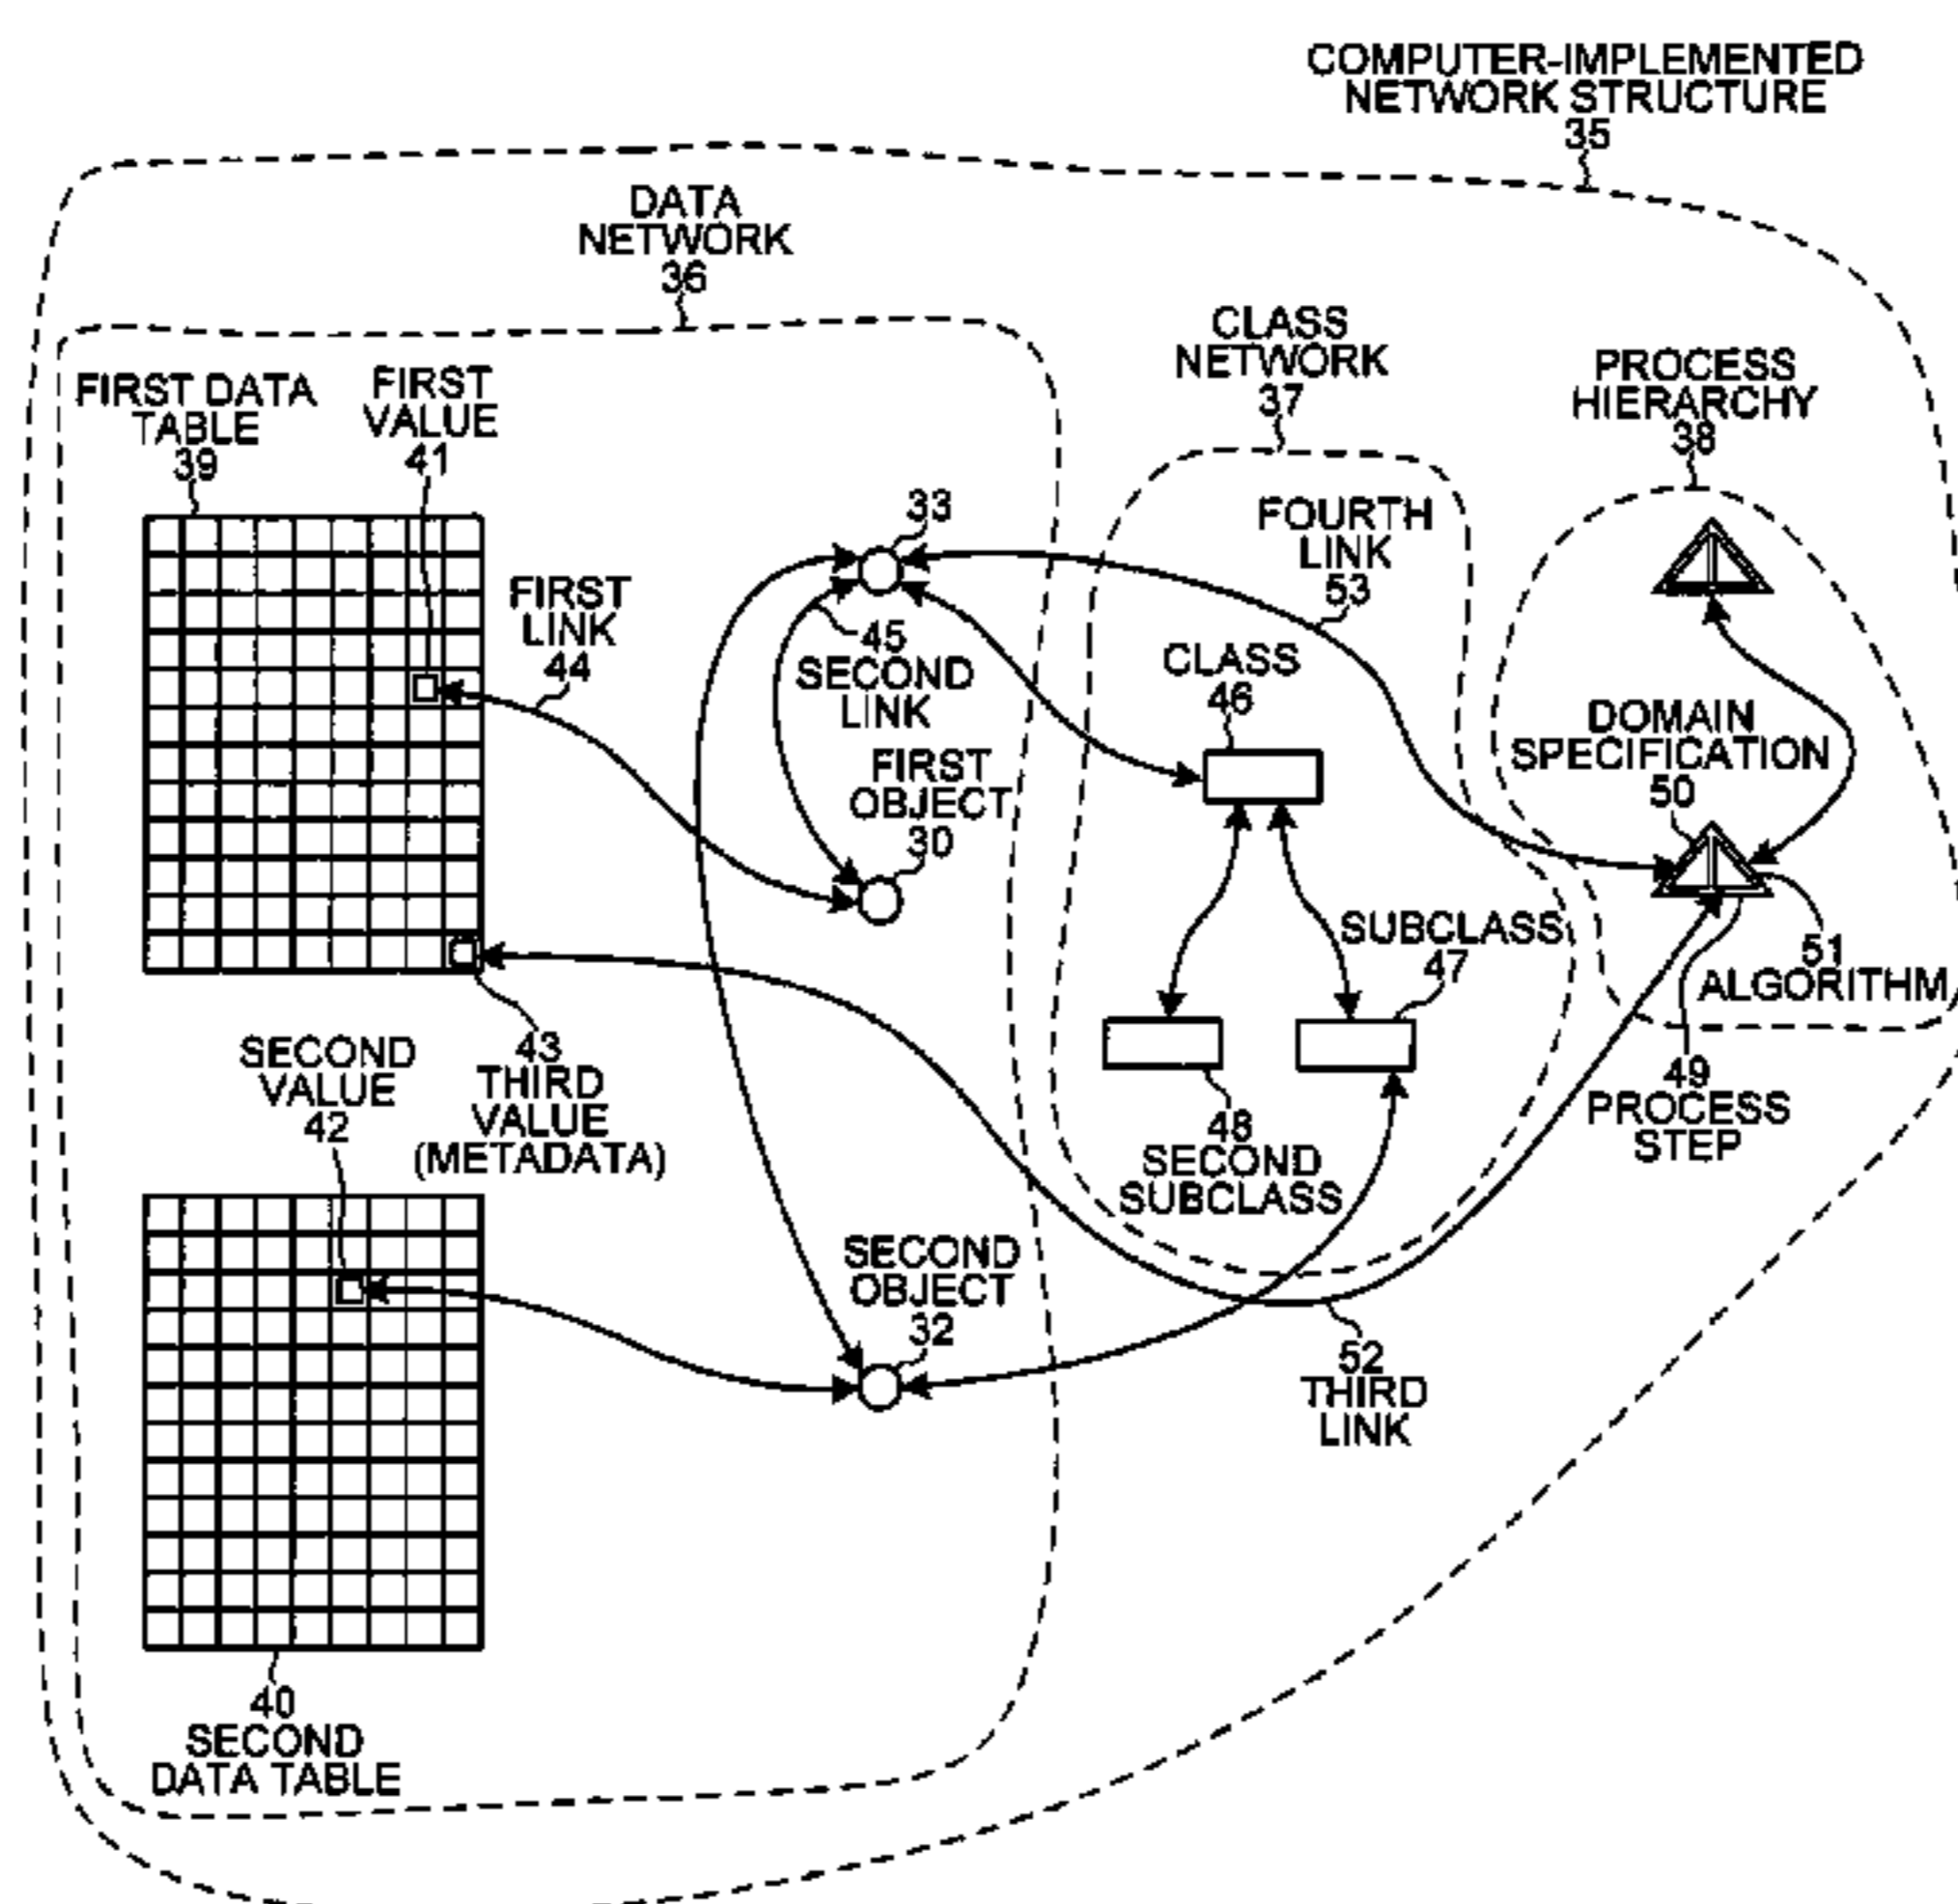 COMPUTER-IMPLEMENTED
NETWORK STRUCTURE
35
DATA
NETWORK
36
CLASS
NETWORK
37
PROCESS
HIERARCHY
38
FIRST DATA
TABLE
39
FIRST
VALUE
41
FIRST
LINK
44
33
45
SECOND
LINK
FIRST
OBJECT
30
FOURTH
LINK
53
CLASS
46
DOMAIN
SPECIFICATION
50
SUBCLASS
47
51
ALGORITHM
49
PROCESS
STEP
48
SECOND
SUBCLASS
43
THIRD
VALUE
(METADATA)
SECOND
VALUE
42
SECOND
OBJECT
32
52
THIRD
LINK
40
SECOND
DATA TABLE